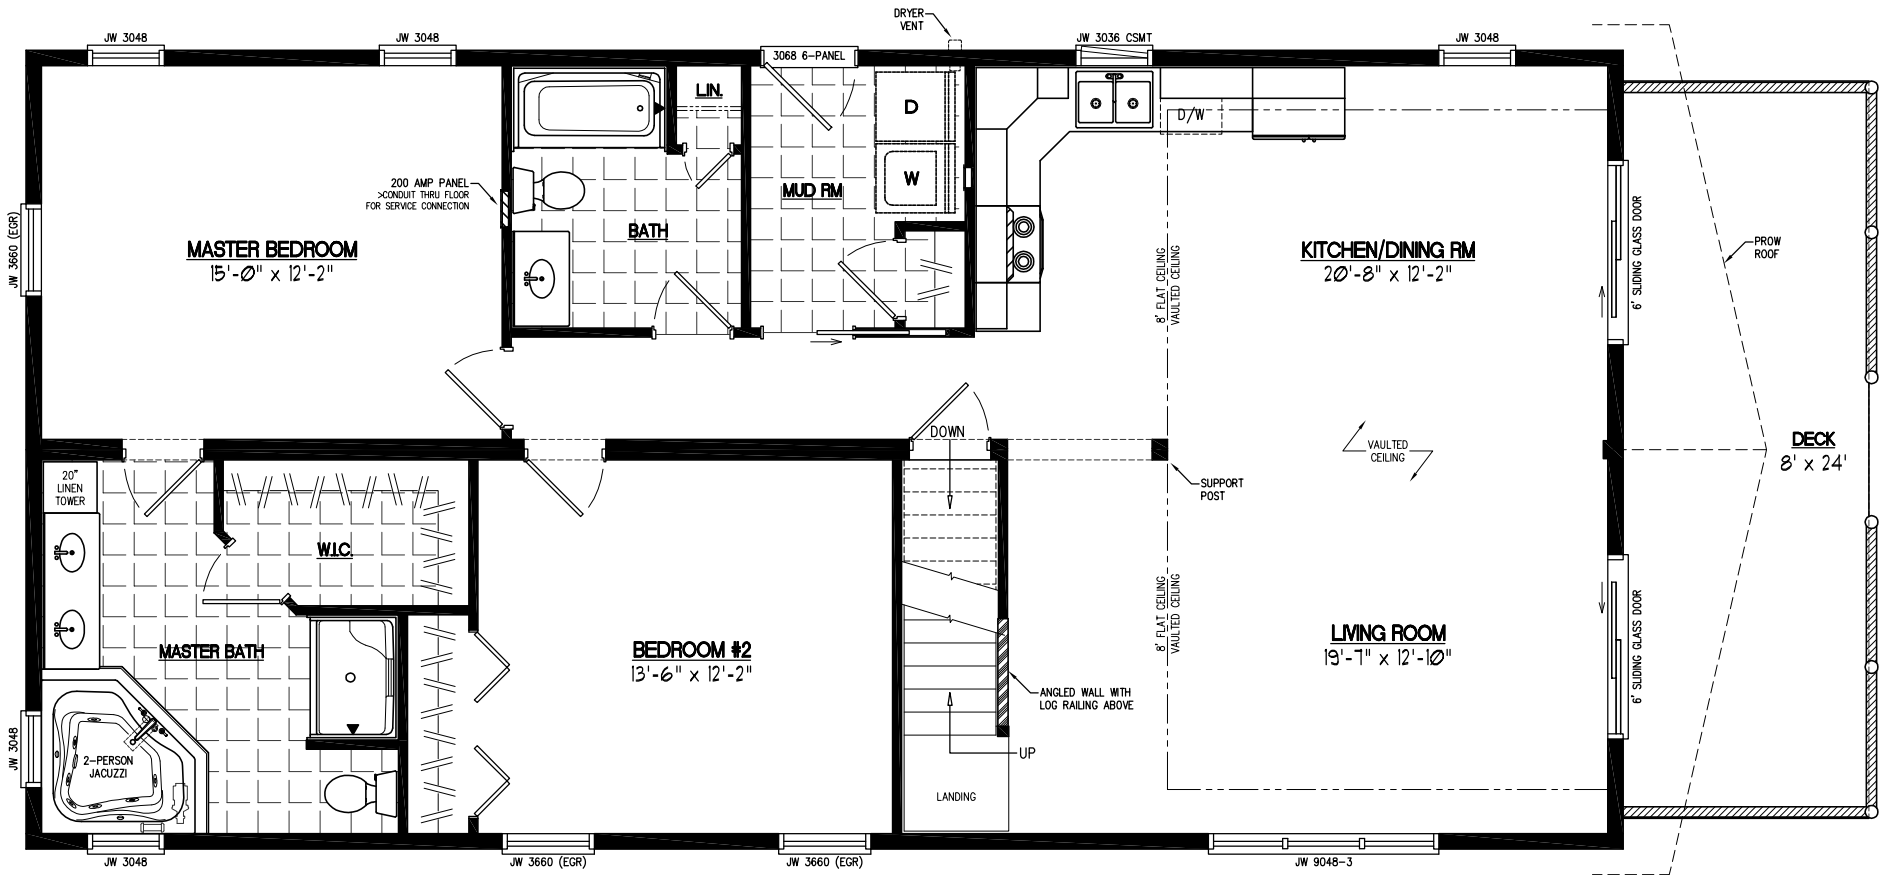 DRYER
VENT
JW 3048
JW 3048
3068 6-PANEL
JW 3036 CSMT
JW 3048
LIN.
D
D/W
200 AMP PANEL
>CONDUIT THRU FLOOR
FOR SERVICE CONNECTION
MUD RM
W
JW 3660 (EGR)
BATH
MASTER BEDROOM
15'-0" x 12'-2"
8' FLAT CEILING
VAULTED CEILING
KITCHEN/DINING RM
20'-8" x 12'-2"
6' SLIDING GLASS DOOR
PROW
ROOF
DOWN
VAULTED
CEILING
DECK
8' x 24'
20"
LINEN
TOWER
SUPPORT
POST
W.I.C.
8' FLAT CEILING
VAULTED CEILING
MASTER BATH
BEDROOM #2
13'-6" x 12'-2"
LIVING ROOM
19'-7" x 12'-10"
6' SLIDING GLASS DOOR
ANGLED WALL WITH
LOG RAILING ABOVE
JW 3048
2-PERSON
JACUZZI
UP
LANDING
JW 3048
JW 3660 (EGR)
JW 3660 (EGR)
JW 9048-3